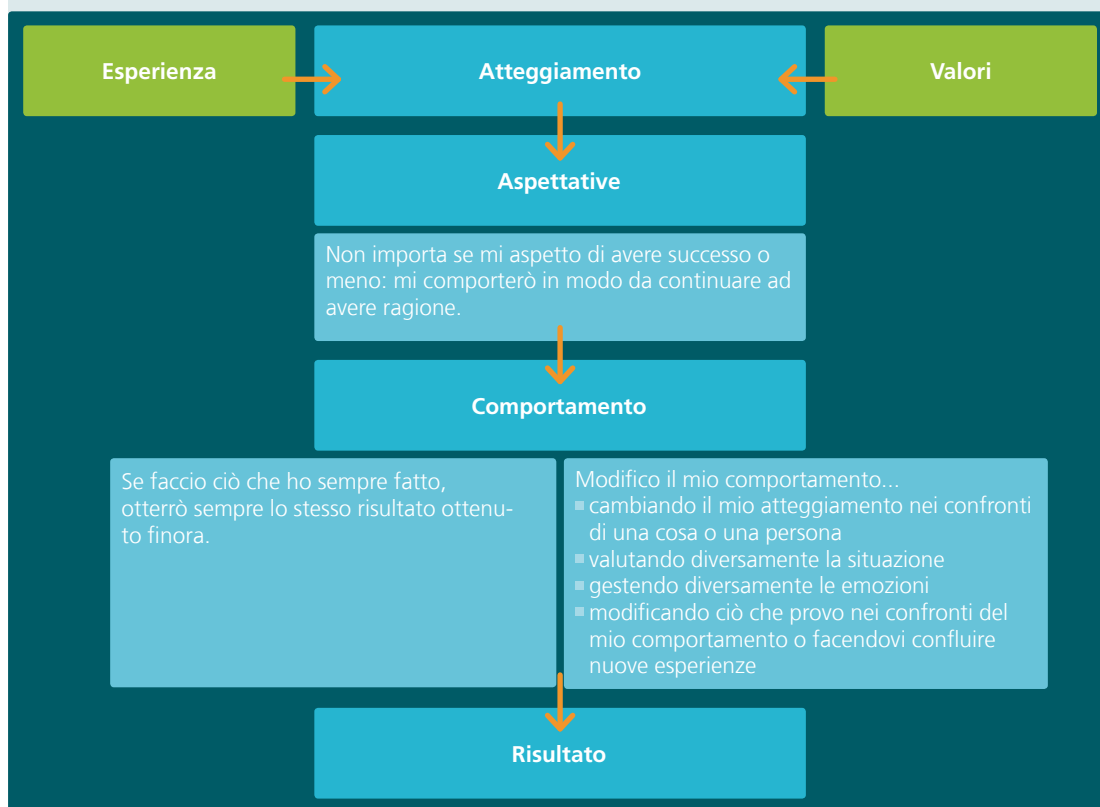 Esperienza
Atteggiamento
Valori
Aspettative
Non importa se mi aspetto di avere successo o
meno: mi comporterò in modo da continuare ad
avere ragione.
Comportamento
Se faccio ciò che ho sempre fatto,
otterrò sempre lo stesso risultato ottenu-
to finora.
Modifico il mio comportamento...
cambiando il mio atteggiamento nei confronti
di una cosa o una persona
valutando diversamente la situazione
gestendo diversamente le emozioni
modificando ciò che provo nei confronti del
mio comportamento o facendovi confluire
nuove esperienze
Risultato